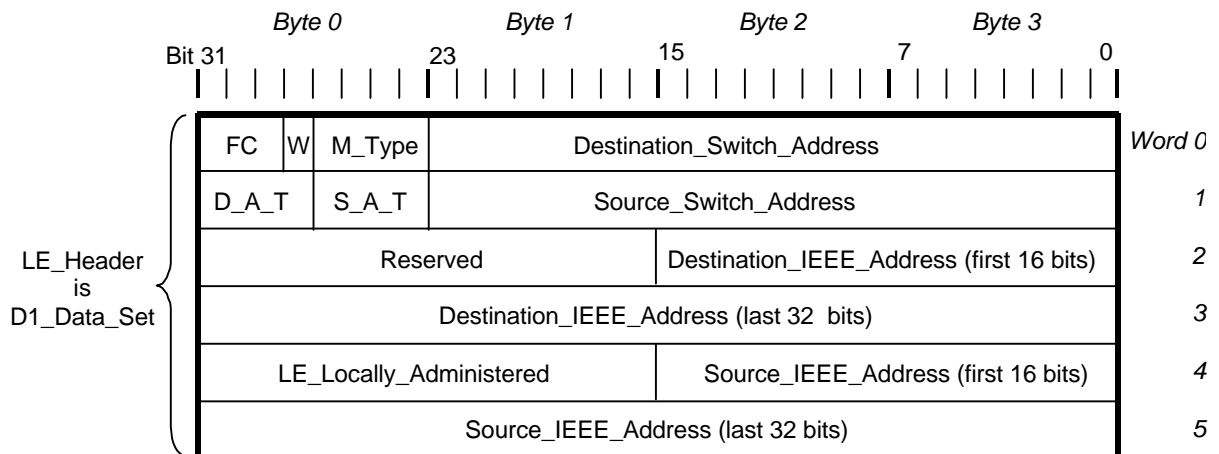 Byte 0 Byte 1 Byte 2 Byte 3
Bit 31 23 15 7 0
FC W M_Type Destination_Switch_Address Word 0
D_A_T S_A_T Source_Switch_Address 1
Reserved Destination_IEEE_Address (first 16 bits) 2
LE_Header
is
D1_Data_Set
Destination_IEEE_Address (last 32 bits) 3
LE_Locally_Administered Source_IEEE_Address (first 16 bits) 4
Source_IEEE_Address (last 32 bits) 5